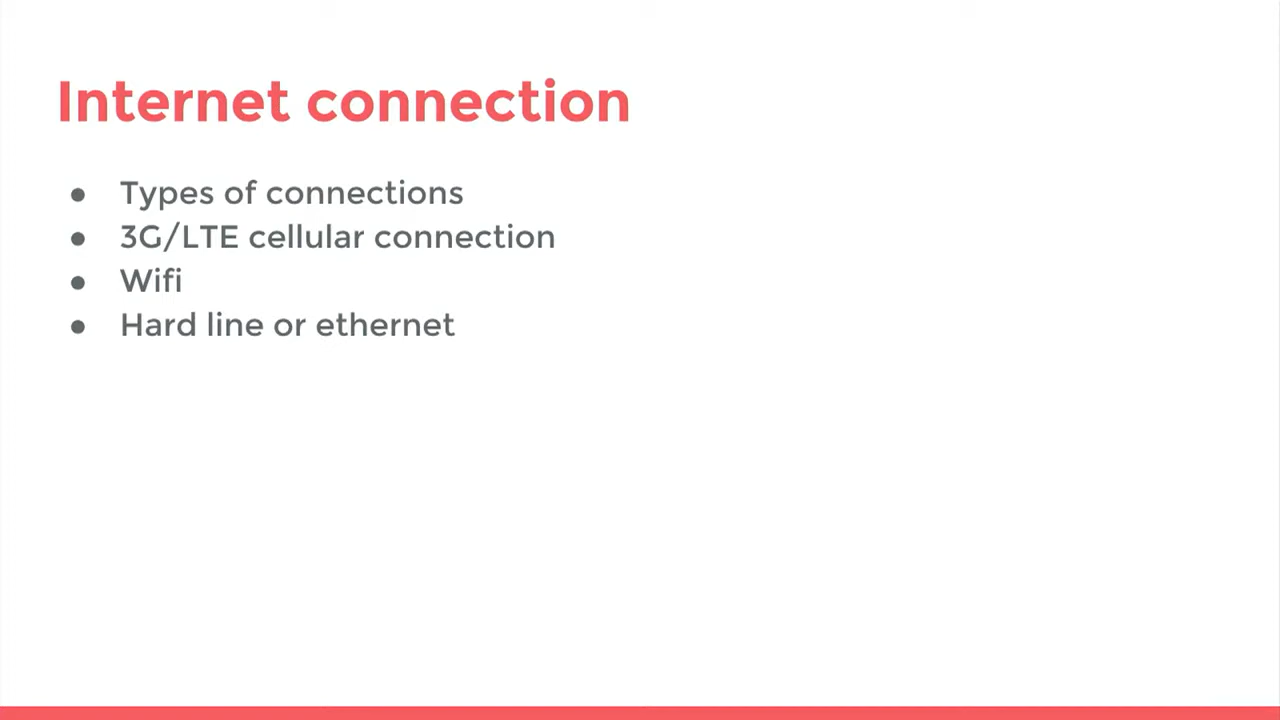 Internet connection
● Types of connections
● 3G/LTE cellular connection
● Wifi
● Hard line or ethernet